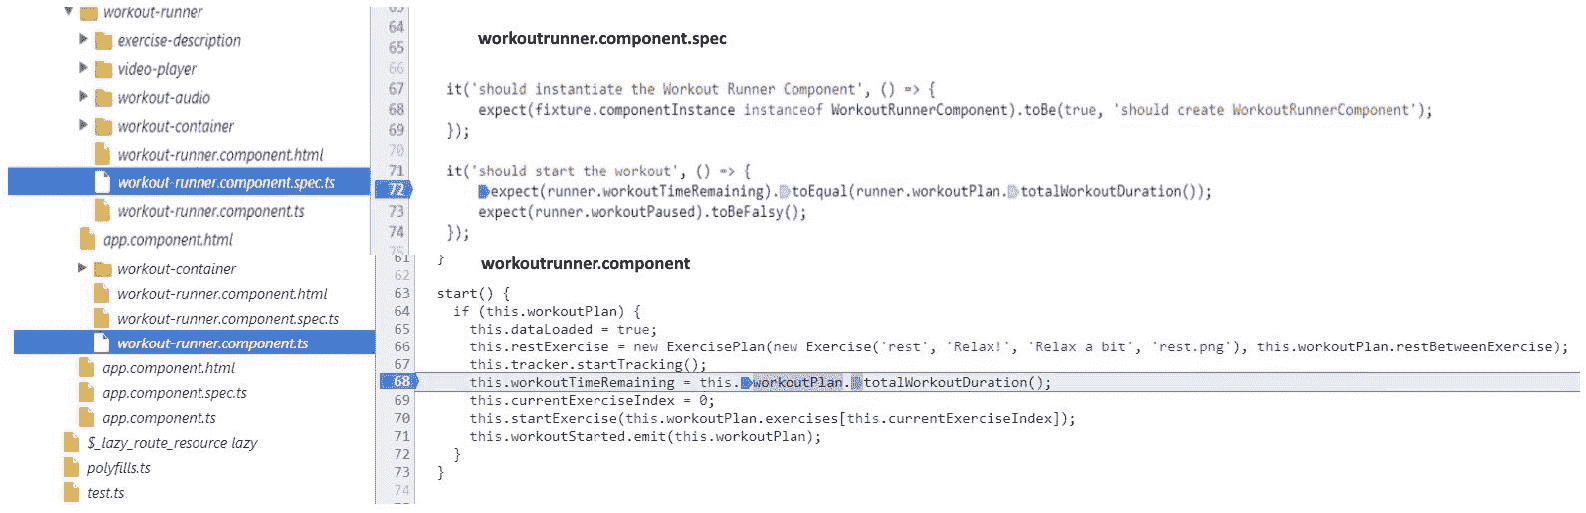 workout-runner
exercise-description
video-player
workout-audio
workout-container
workout-runner.component.html
workout-runner.component.spec.ts
workout-runner.component.ts
app.component.html
64
workoutrunner.component.spec
65
66
67 it('should instantiate the Workout Runner Component', () => {
68 expect(fixture.componentInstance instanceof WorkoutRunnerComponent).toBe(true, 'should create WorkoutRunnerComponent');
69 });
70
71 it('should start the workout', () => {
72 expect(runner.workoutTimeRemaining).toEqual(runner.workoutPlan.totalWorkoutDuration());
73 expect(runner.workoutPaused).toBeFalsy();
74 });
workout-container
workout-runner.component.html
workout-runner.component.spec.ts
workout-runner.component.ts
app.component.html
app.component.spec.ts
app.component.ts
$_lazy_route_resource lazy
polyfills.ts
test.ts
61 }
workoutrunner.component
62
63 start() {
64 if (this.workoutPlan) {
65 this.dataLoaded = true;
66 this.restExercise = new ExercisePlan(new Exercise(`rest`, `Relax!`, `Relax a bit`, `rest.png`), this.workoutPlan.restBetweenExercise);
67 this.tracker.startTracking();
68 this.workoutTimeRemaining = this.workoutPlan.totalWorkoutDuration();
69 this.currentExerciseIndex = 0;
70 this.startExercise(this.workoutPlan.exercises[this.currentExerciseIndex]);
71 this.workoutStarted.emit(this.workoutPlan);
72 }
73 }
74